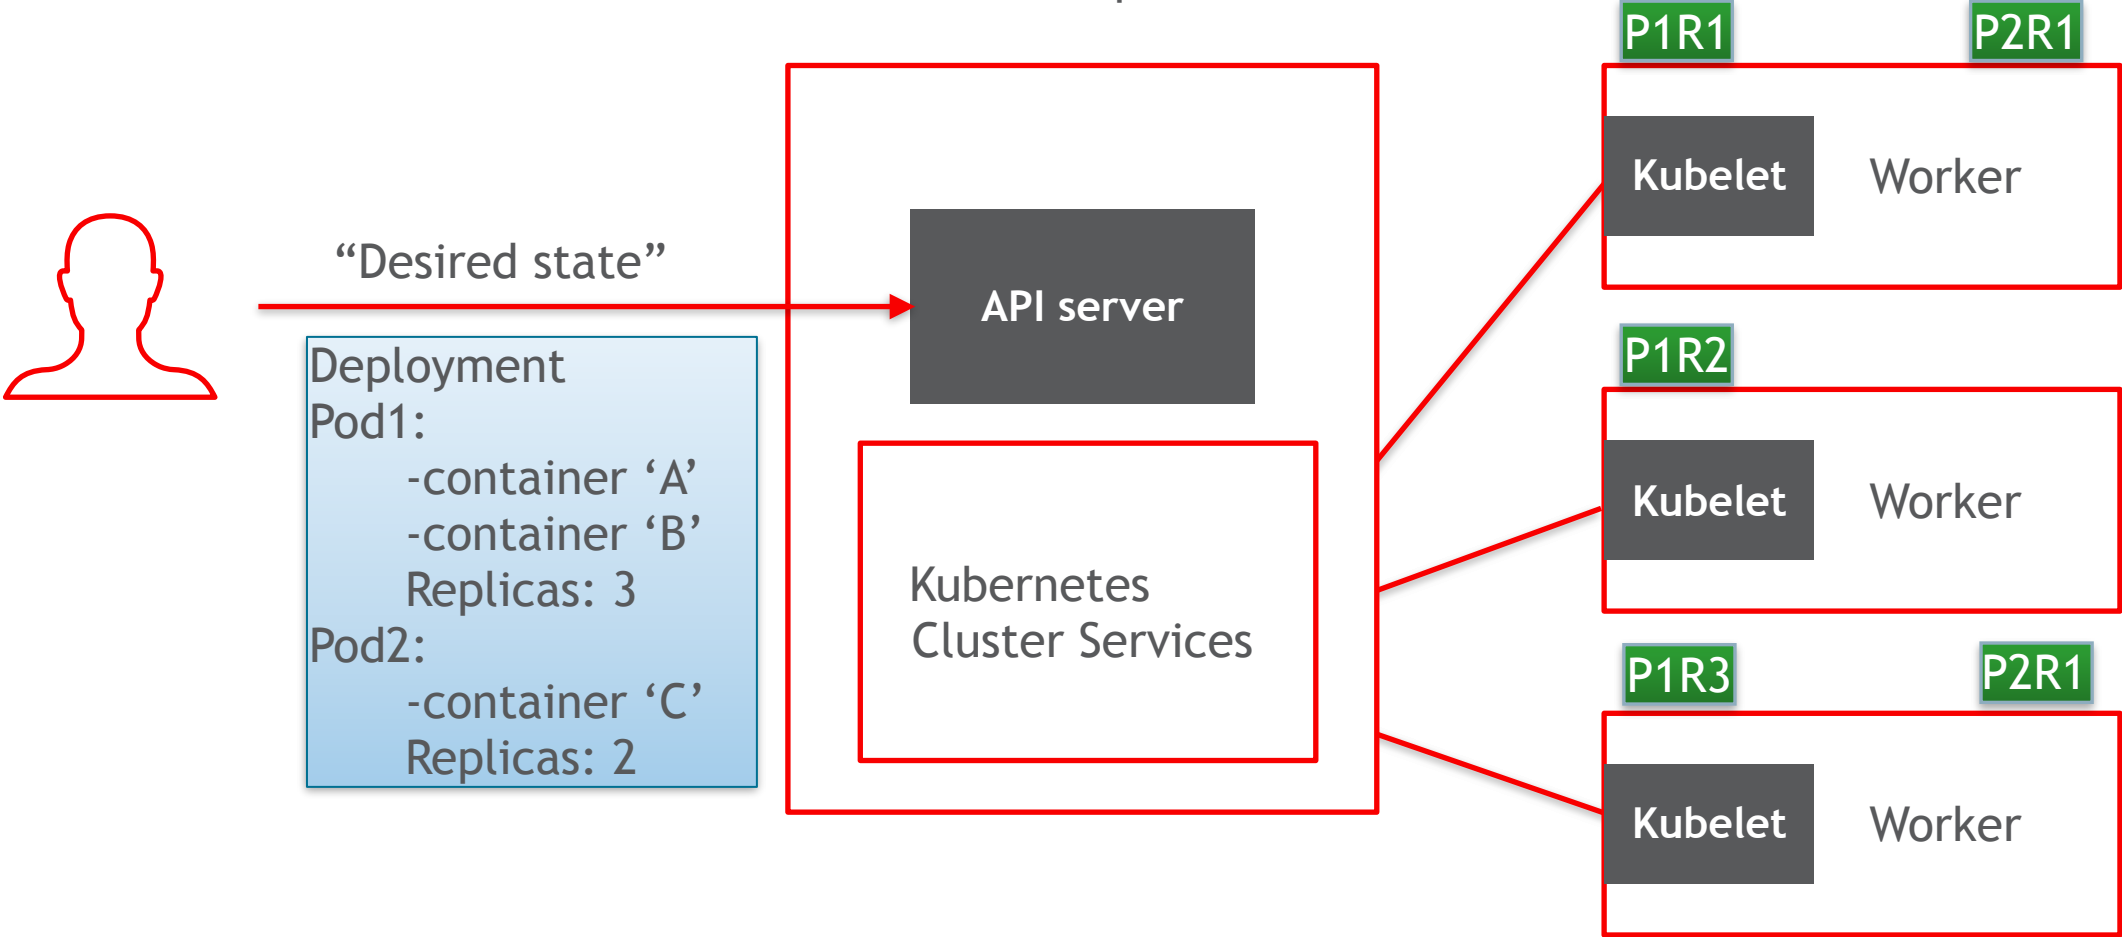 “Desired state”
Deployment
Pod1:
-container ‘A’
-container ‘B’
Replicas: 3
Pod2:
-container ‘C’
Replicas: 2
API server
Kubernetes
Cluster Services
P1R1
P2R1
Kubelet
Worker
P1R2
Kubelet
Worker
P1R3
P2R1
Kubelet
Worker